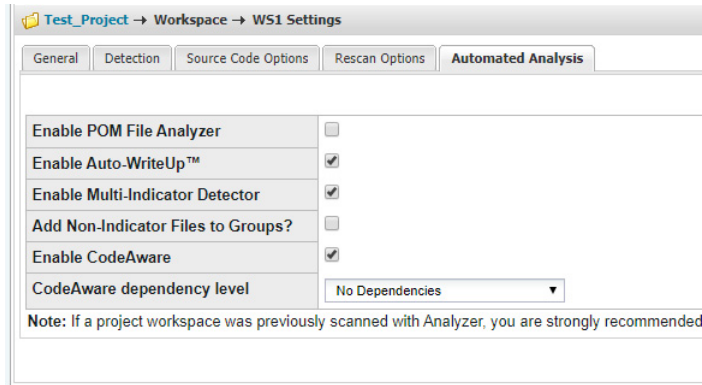 Test_Project → Workspace → WS1 Settings
General Detection Source Code Options Rescan Options Automated Analysis
Enable POM File Analyzer
Enable Auto-WriteUp™
Enable Multi-Indicator Detector
Add Non-Indicator Files to Groups?
Enable CodeAware
CodeAware dependency level No Dependencies
Note: If a project workspace was previously scanned with Analyzer, you are strongly recommended